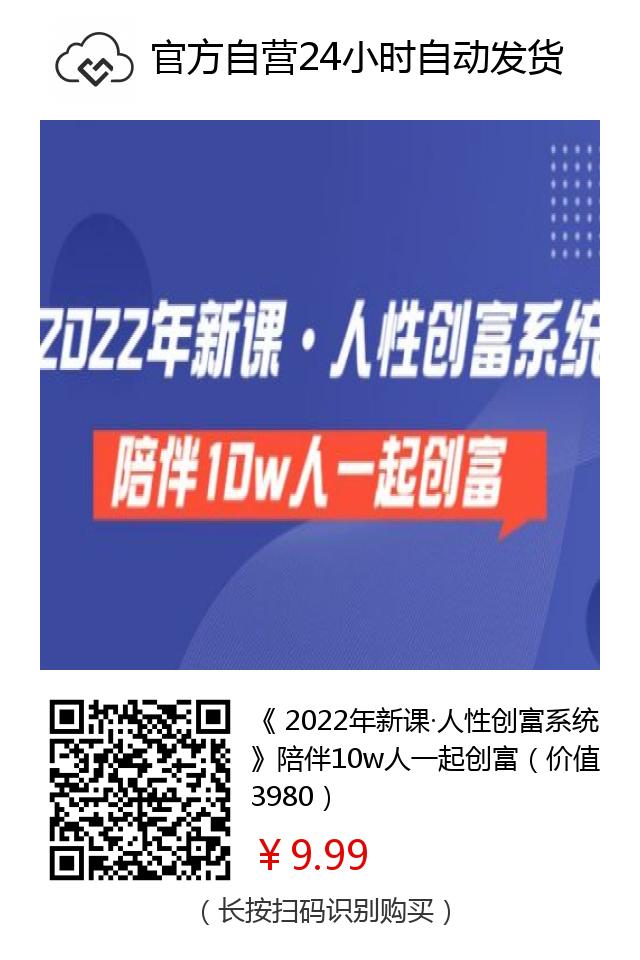 官方自营24小时自动发货
2022年新课·人性创富系统
陪伴10w人一起创富
《 2022年新课·人性创富系统
》陪伴10w人一起创富（价值
3980）
￥9.99
（长按扫码识别购买）